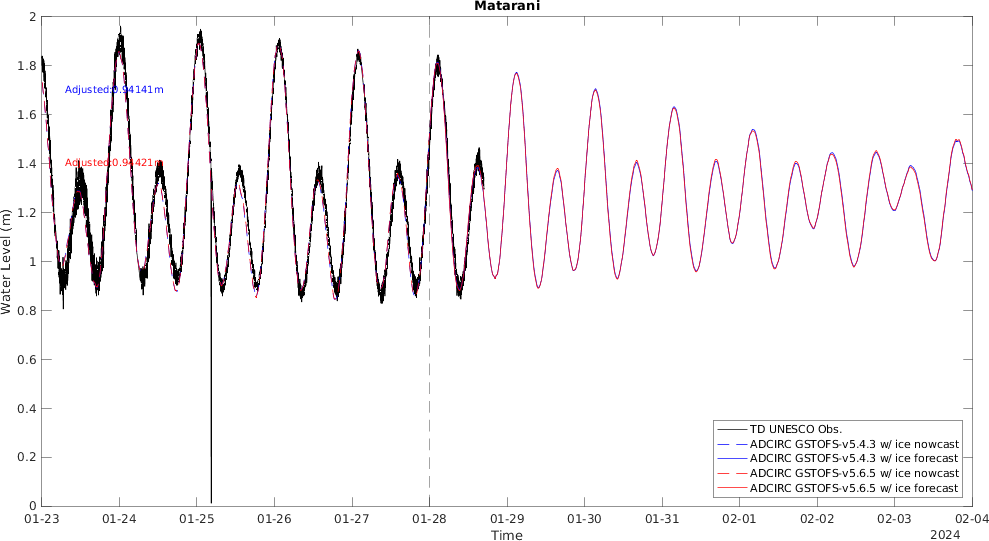 Matarani
2
1.8
1.6
1.4
1.2
1
0.8
0.6
0.4
0.2
0
Water Level (m)
Adjusted:0.94141m
Adjusted:0.94421m
TD UNESCO Obs.
ADCIRC GSTOFS-v5.4.3 w/ ice nowcast
ADCIRC GSTOFS-v5.4.3 w/ ice forecast
ADCIRC GSTOFS-v5.6.5 w/ ice nowcast
ADCIRC GSTOFS-v5.6.5 w/ ice forecast
01-23 01-24 01-25 01-26 01-27 01-28 01-29 01-30 01-31 02-01 02-02 02-03 02-04
Time
2024